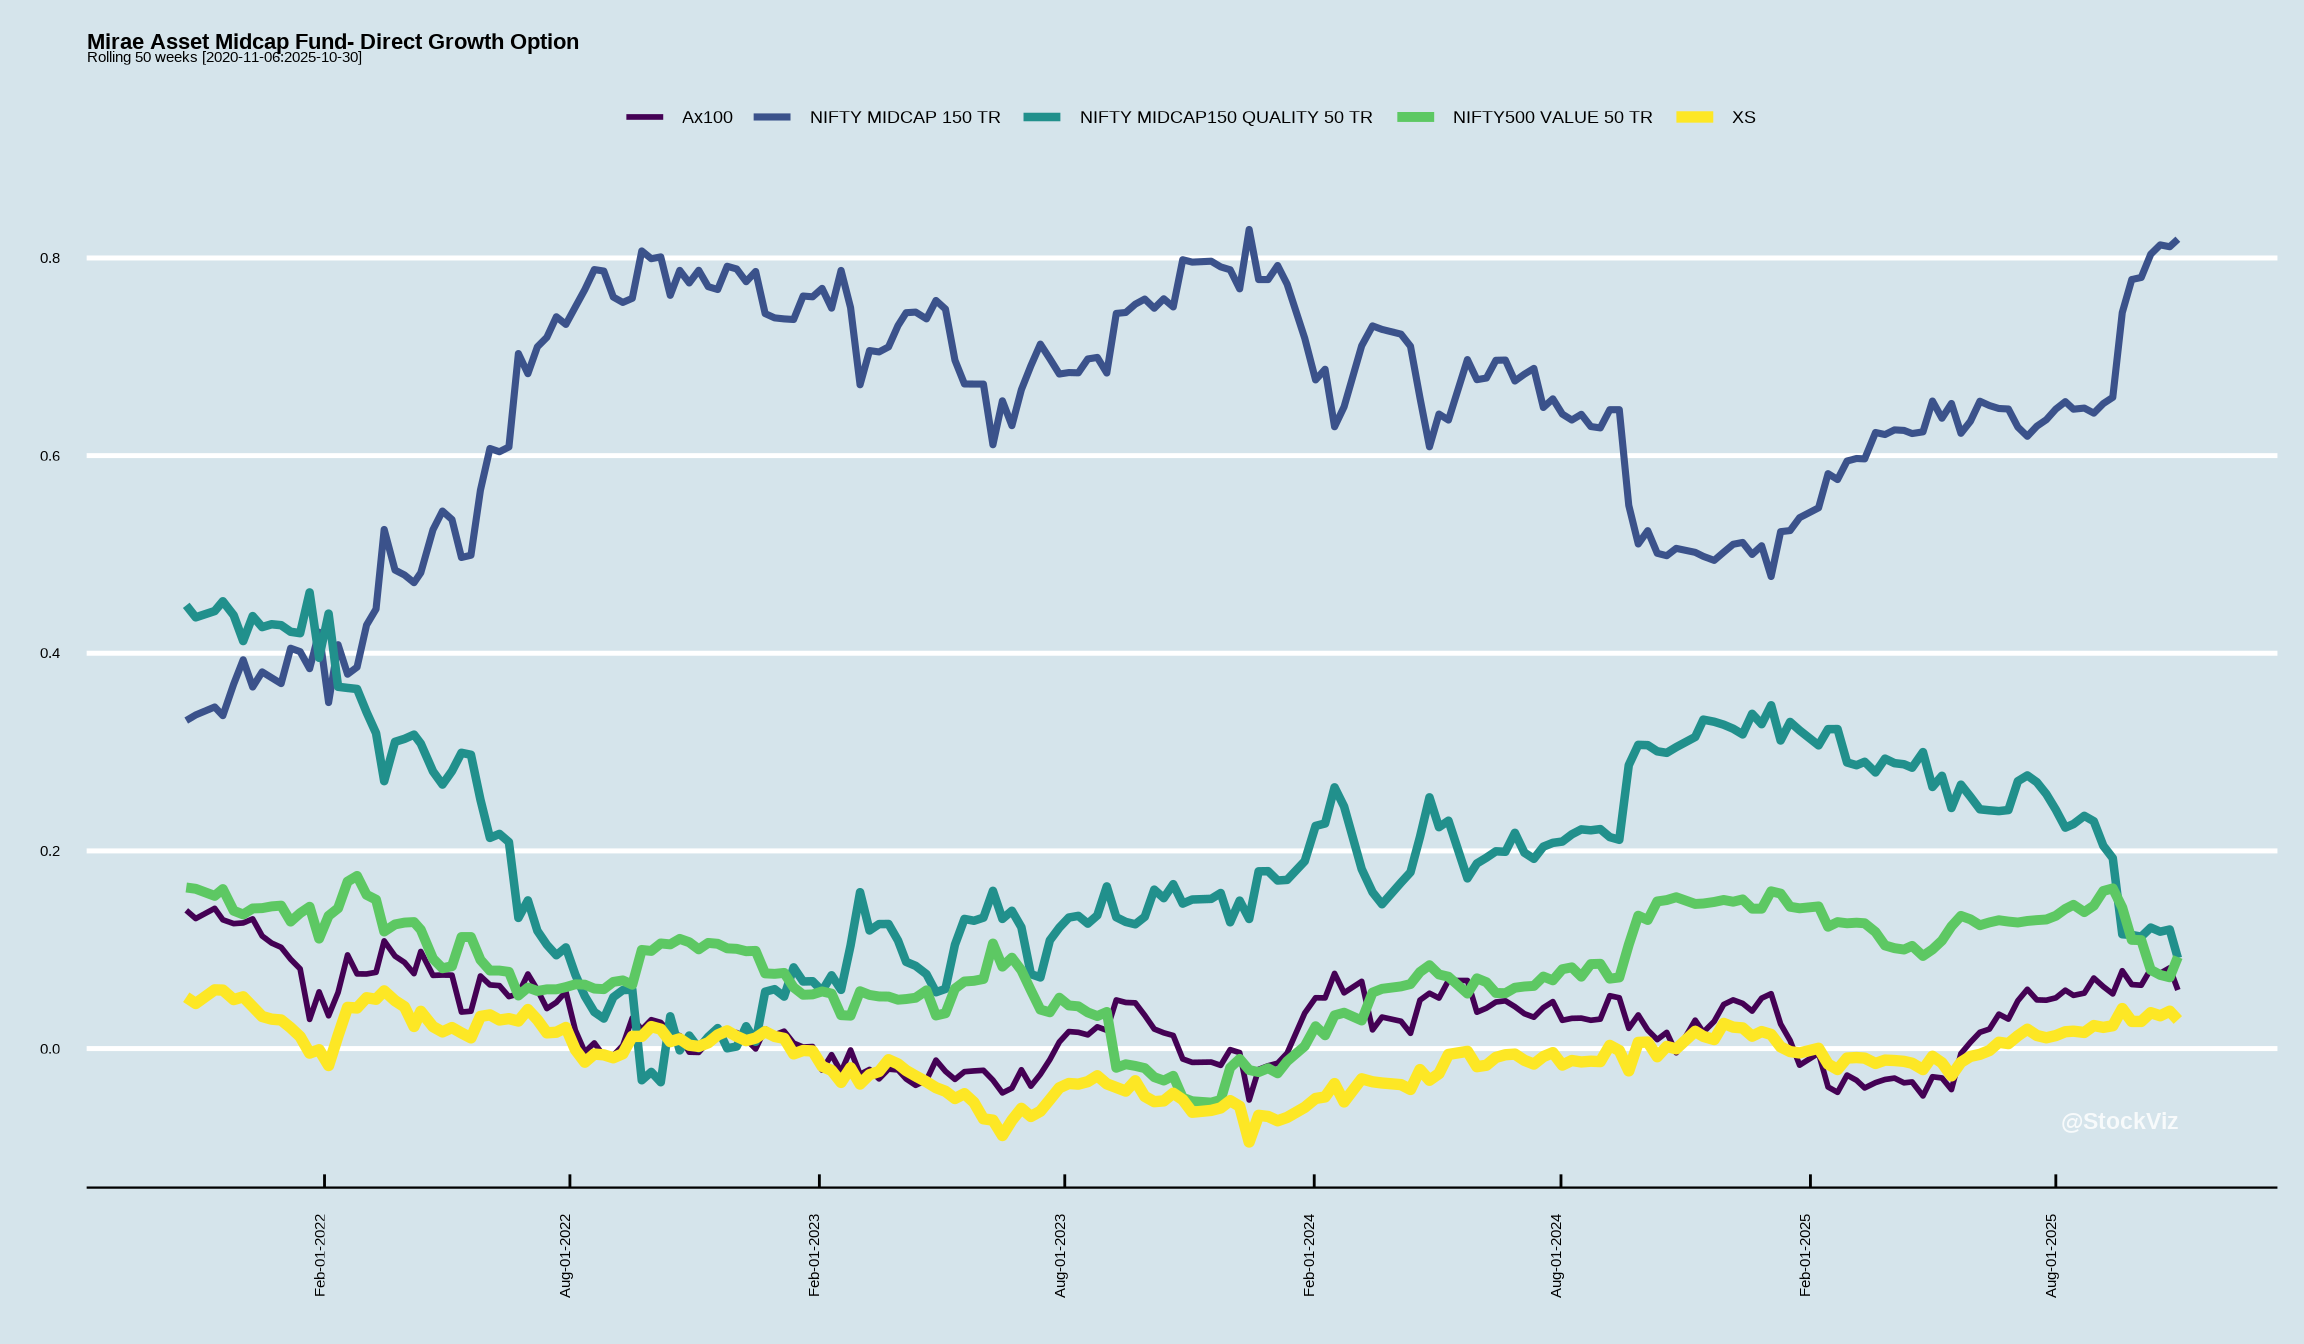 Mirae Asset Midcap Fund- Direct Growth Option
Rolling 50 weeks [2020-11-06:2025-10-30]
Ax100 NIFTY MIDCAP 150 TR NIFTY MIDCAP150 QUALITY 50 TR NIFTY500 VALUE 50 TR XS
0.8
0.6
0.4
0.2
0.0
@StockViz
Feb-01-2022
Aug-01-2022
Feb-01-2023
Aug-01-2023
Feb-01-2024
Aug-01-2024
Feb-01-2025
Aug-01-2025